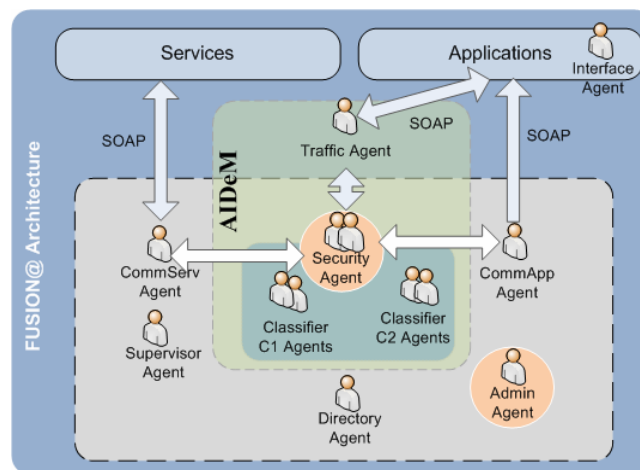 Services
Applications
Interface
Agent
SOAP
SOAP
SOAP
Traffic Agent
AIDeM
FUSION@ Architecture
CommServ
Agent
Security
Agent
CommApp
Agent
Classifier
C1 Agents
Classifier
C2 Agents
Supervisor
Agent
Directory
Agent
Admin
Agent